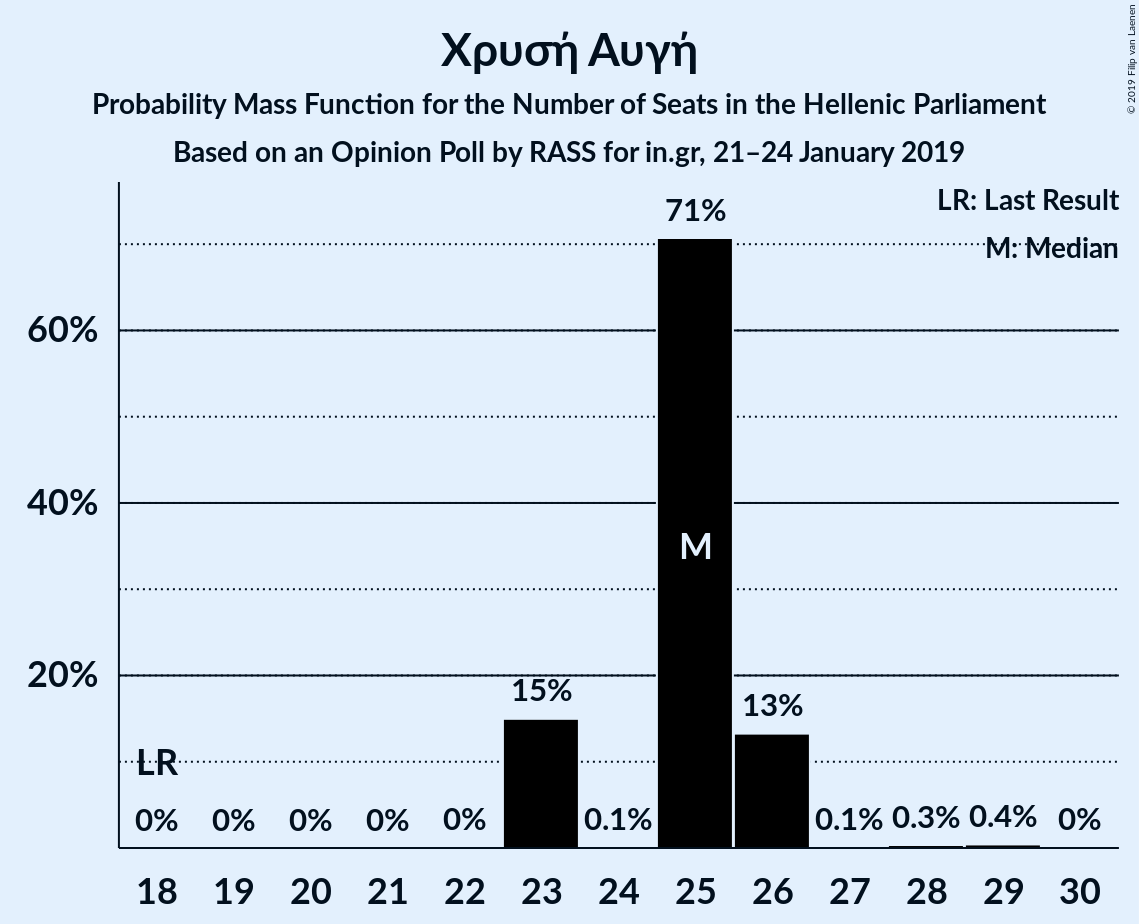 Χρυσή Αυγή
Probability Mass Function for the Number of Seats in the Hellenic Parliament
Based on an Opinion Poll by RASS for in.gr, 21–24 January 2019
© 2019 Filip van Laenen
LR: Last Result
M: Median
71%
60%
40%
M
20%
15%
13%
LR
0% 0% 0% 0% 0% 0.1% 0.1% 0.3% 0.4% 0%
18 19 20 21 22 23 24 25 26 27 28 29 30